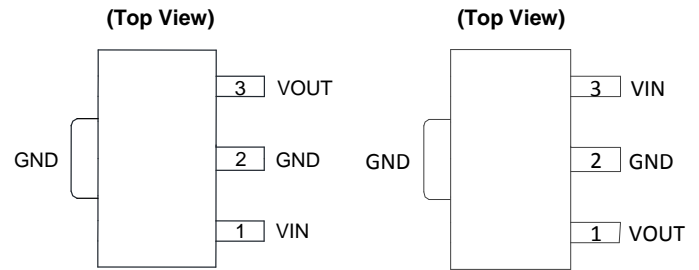 (Top View) (Top View)
3 VOUT 3 VIN
GND 2 GND GND 2 GND
1 VIN 1 VOUT